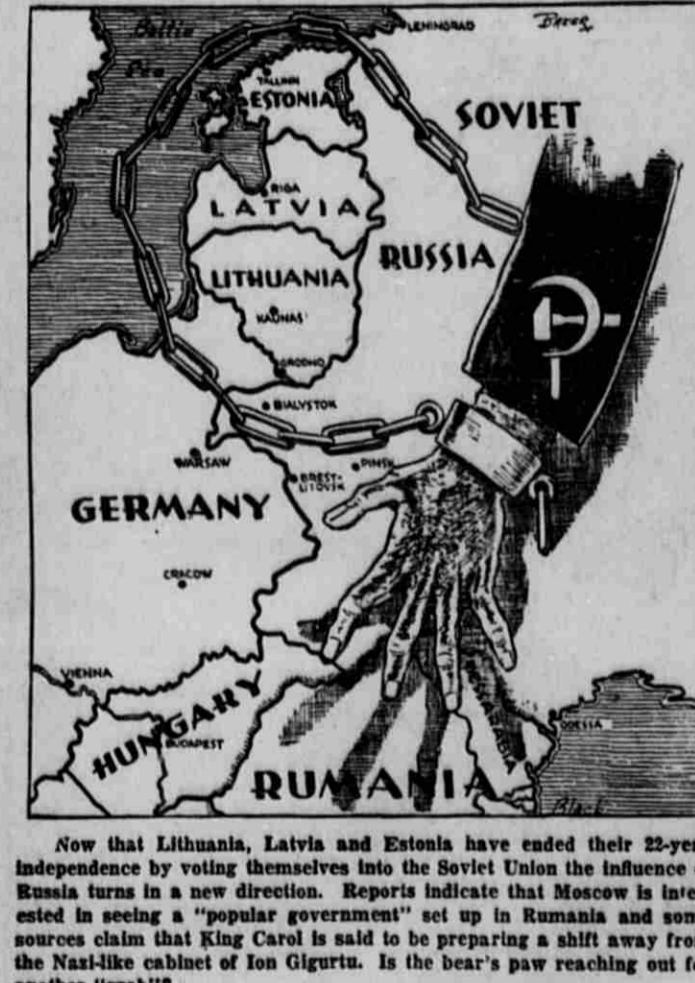 Baltic
Sea
LENINGRAD
TALLINN
ESTONIA
SOVIET
RIGA
LATVIA
RUSSIA
LITHUANIA
KAUNAS
GRODNO
BIALYSTOK
WARSAW
PINSK
BREST-
LITOVSK
GERMANY
CRACOW
VIENNA
HUNGARY
BUDAPEST
BESSARABIA
ODESSA
RUMANIA
Black
Now that Lithuania, Latvia and Estonia have ended their 22-yea
independence by voting themselves into the Soviet Union the influence
Russia turns in a new direction. Reports indicate that Moscow is inte
ested in seeing a "popular government" set up in Rumania and som
sources claim that King Carol is said to be preparing a shift away fro
the Nazi-like cabinet of Ion Gigurtu. Is the bear's paw reaching out f
another